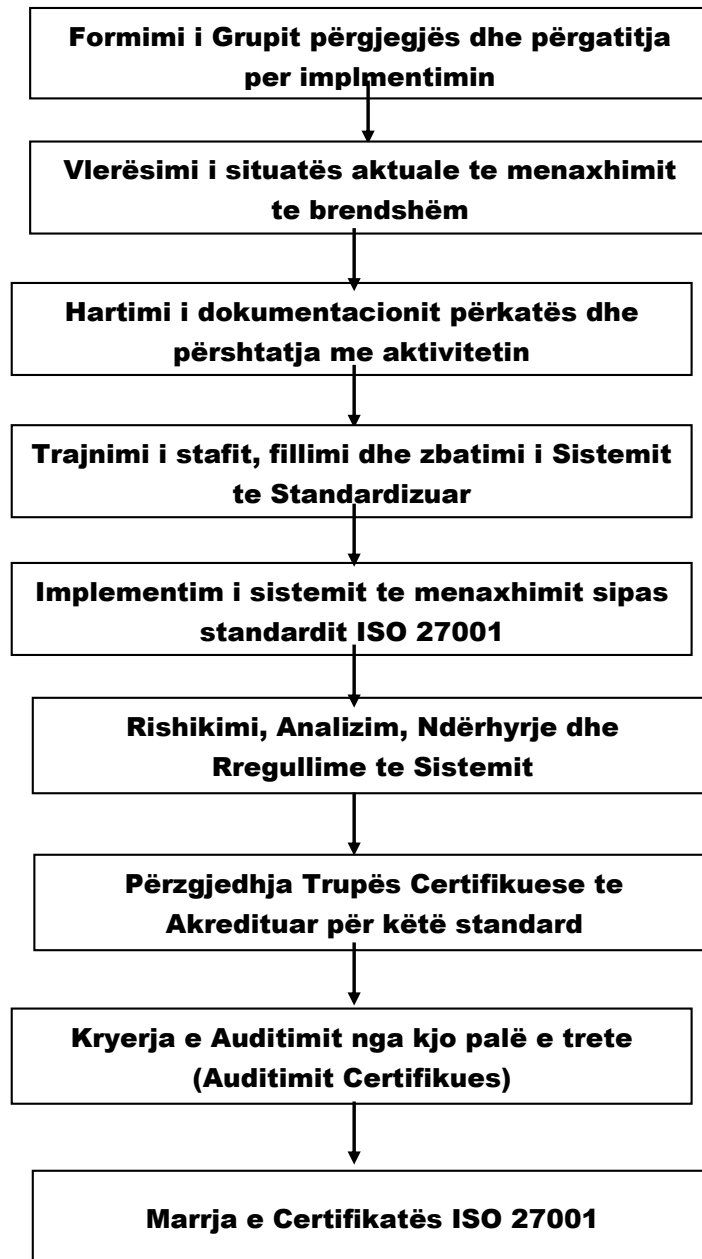 Formimi i Grupit përgjegjës dhe përgatitja
per implmentimin
Vlerësimi i situatës aktuale te menaxhimit
te brendshëm
Hartimi i dokumentacionit përkatës dhe
përshtatja me aktivitetin
Trajnimi i stafit, fillimi dhe zbatimi i Sistemit
te Standardizuar
Implementim i sistemit te menaxhimit sipas
standardit ISO 27001
Rishikimi, Analizim, Ndërhyrje dhe
Rregullime te Sistemit
Përzgjedhja Trupës Certifikuese te
Akredituar për këtë standard
Kryerja e Auditimit nga kjo palë e trete
(Auditimit Certifikues)
Marrja e Certifikatës ISO 27001